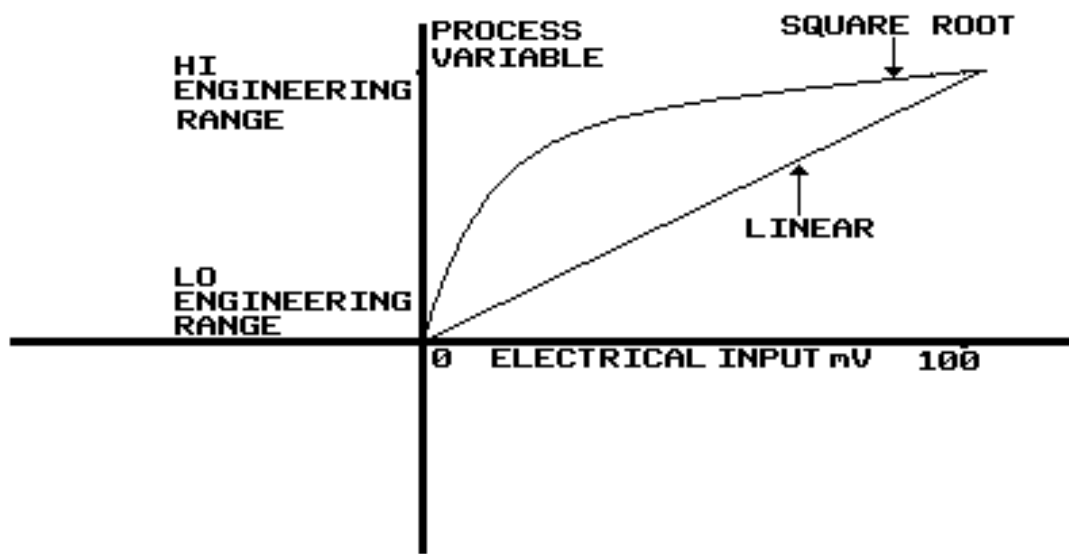 PROCESS
VARIABLE
SQUARE ROOT
HI
ENGINEERING
RANGE
LINEAR
LO
ENGINEERING
RANGE
0 ELECTRICAL INPUT mV 100